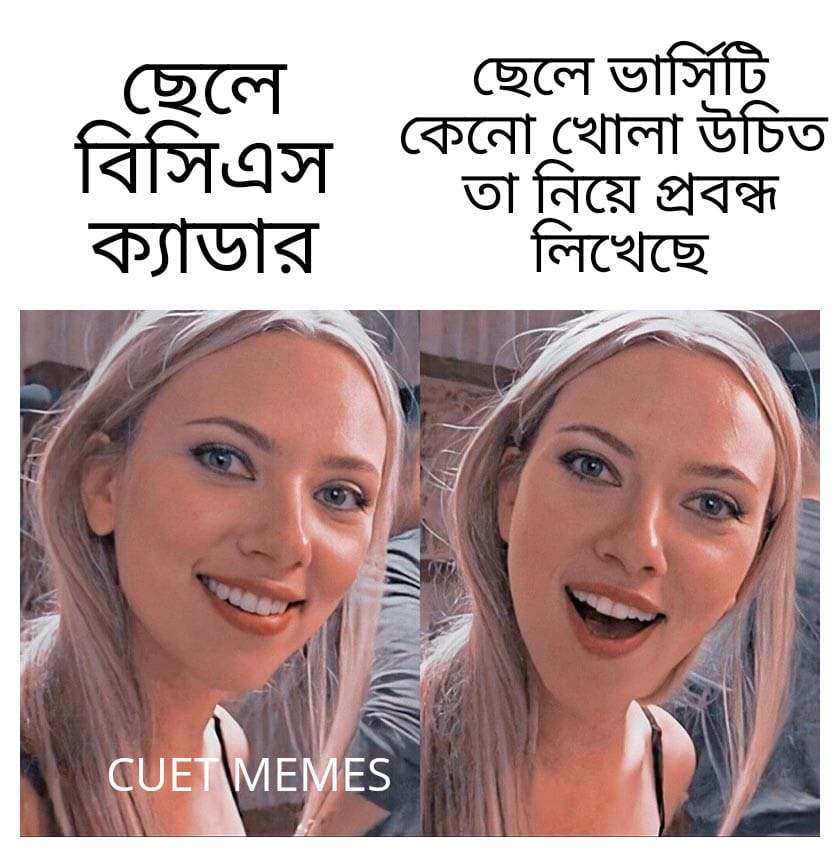 ছেলে
বিসিএস
ক্যাডার
ছেলে ভার্সিটি
কেনো খোলা উচিত
তা নিয়ে প্রবন্ধ
লিখেছে
CUET MEMES